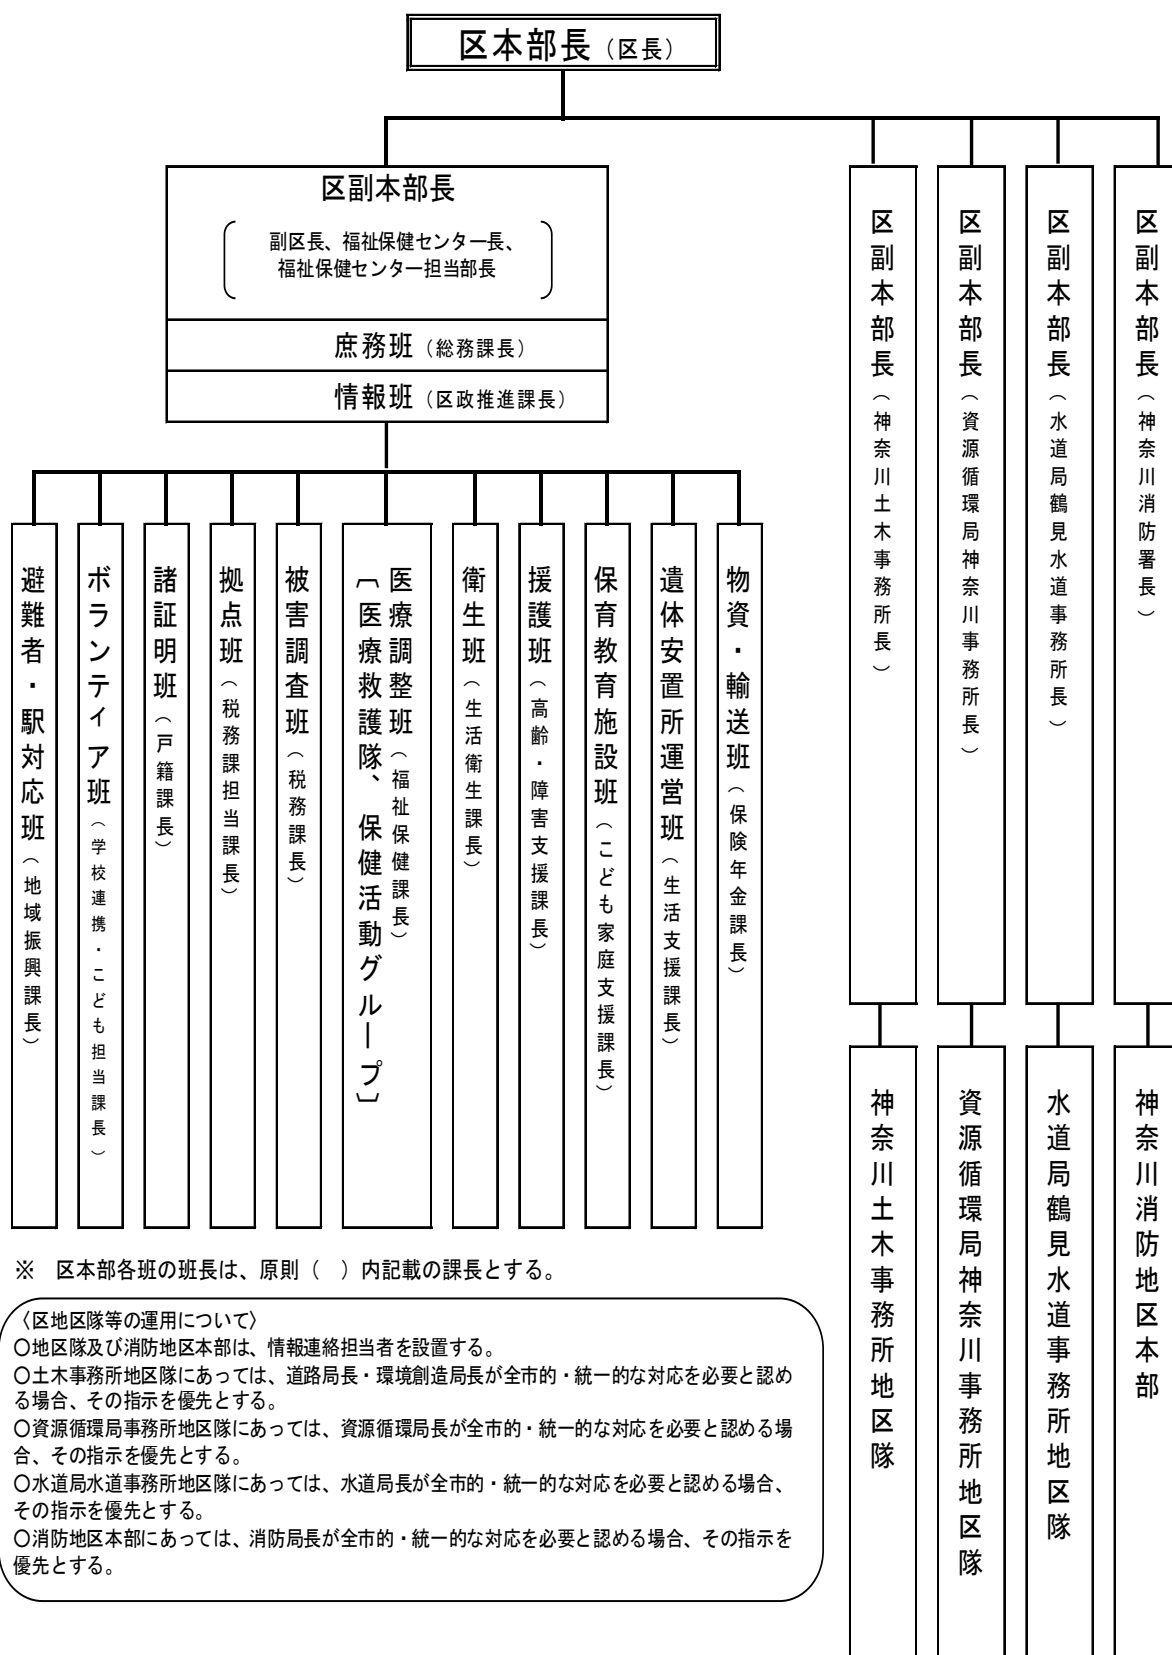 区本部長（区長）
区副本部長
副区長、福祉保健センター長、
福祉保健センター担当部長
庶務班（総務課長）
情報班（区政推進課長）
避難者・駅対応班（地域振興課長）
ボランティア班（学校連携・こども担当課長）
諸証明班（戸籍課長）
拠点班（税務課担当課長）
被害調査班（税務課長）
医療調整班（福祉保健課長）
〔医療救護隊、保健活動グループ〕
衛生班（生活衛生課長）
援護班（高齢・障害支援課長）
保育教育施設班（こども家庭支援課長）
遺体安置所運営班（生活支援課長）
物資・輸送班（保険年金課長）
区副本部長（神奈川土木事務所長）
区副本部長（資源循環局神奈川事務所長）
区副本部長（水道局鶴見水道事務所長）
区副本部長（神奈川消防署長）
神奈川土木事務所地区隊
資源循環局神奈川事務所地区隊
水道局鶴見水道事務所地区隊
神奈川消防地区本部
※　区本部各班の班長は、原則（　）内記載の課長とする。
〈区地区隊等の運用について〉
〇地区隊及び消防地区本部は、情報連絡担当者を設置する。
〇土木事務所地区隊にあっては、道路局長・環境創造局長が全市的・統一的な対応を必要と認め
る場合、その指示を優先とする。
〇資源循環局事務所地区隊にあっては、資源循環局長が全市的・統一的な対応を必要と認める場
合、その指示を優先とする。
〇水道局水道事務所地区隊にあっては、水道局長が全市的・統一的な対応を必要と認める場合、
その指示を優先とする。
〇消防地区本部にあっては、消防局長が全市的・統一的な対応を必要と認める場合、その指示を
優先とする。